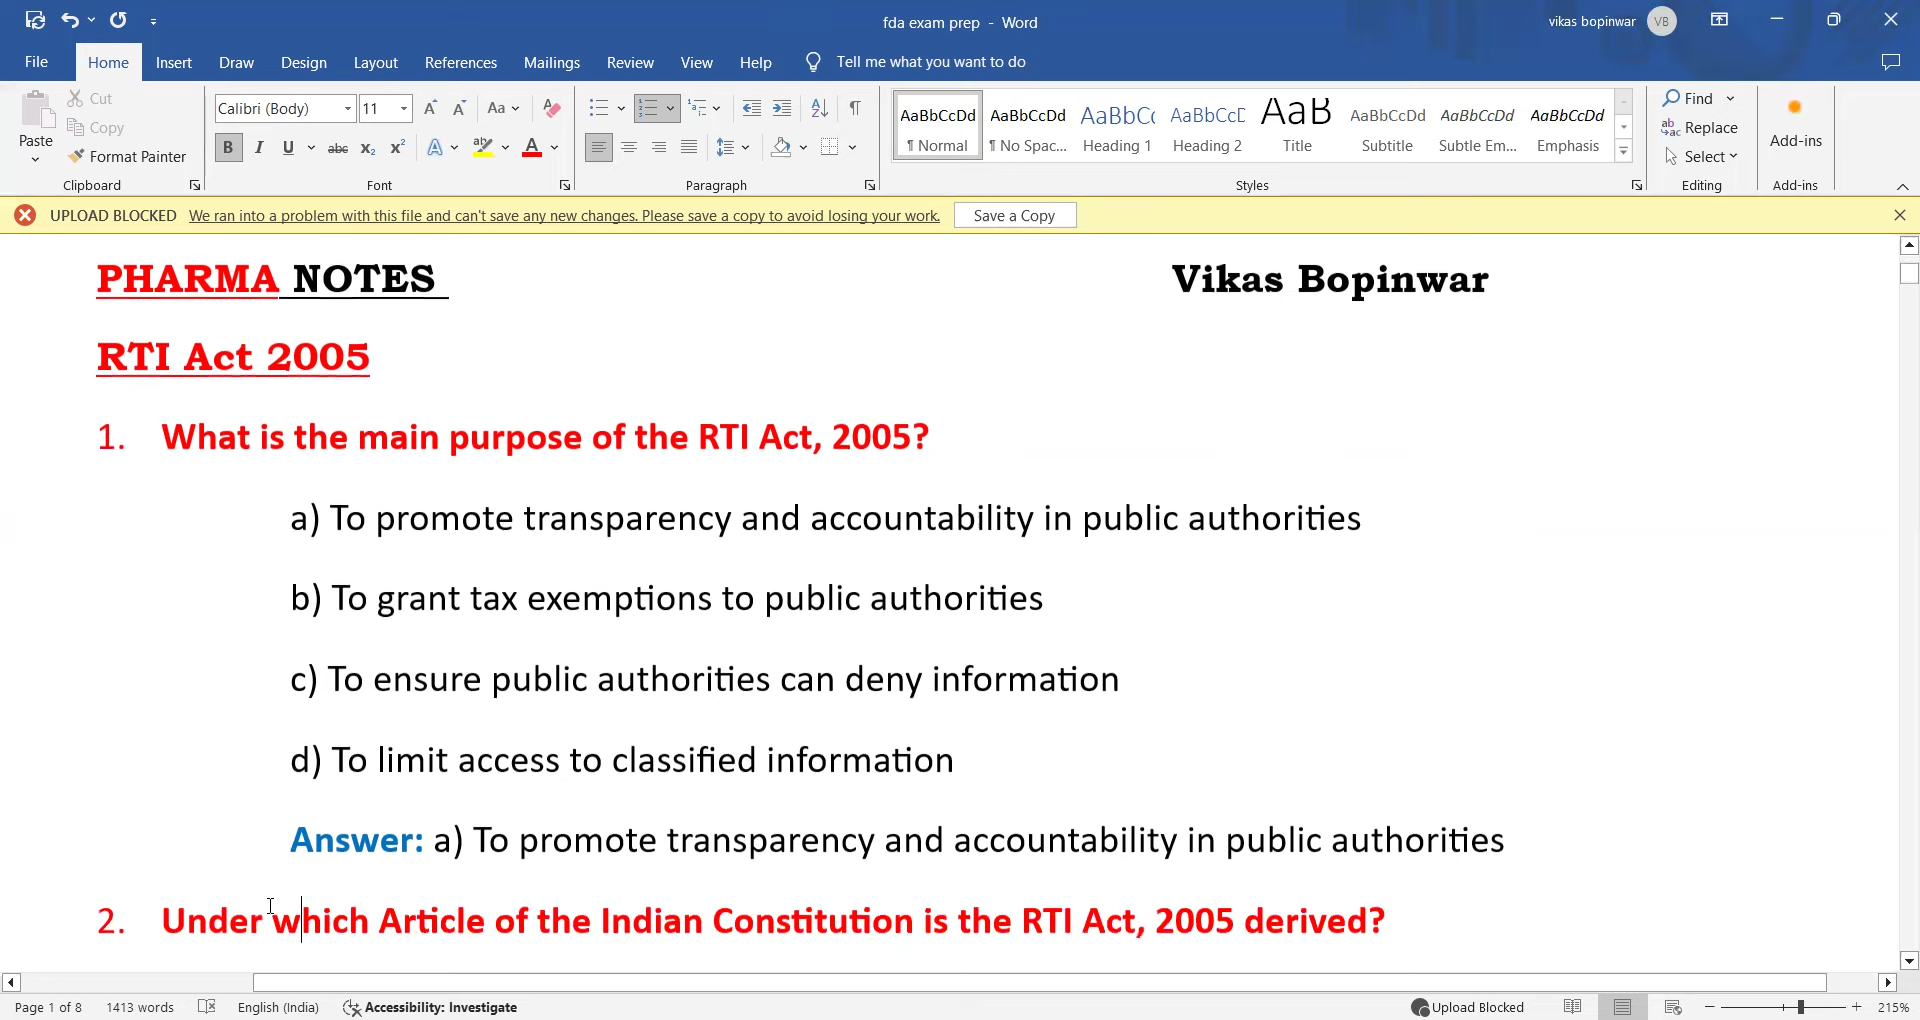 fda exam prep - Word
vikas bopinwar VB
File Home Insert Draw Design Layout References Mailings Review View Help Tell me what you want to do
Paste Cut Copy Format Painter
Clipboard
Calibri (Body) 11 Aa
B I U abc x₂ x² A A
Font
Paragraph
AaBbCcDd AaBbCcDd AaBbCc AaBbCcD AaB AaBbCcDd AaBbCcDd AaBbCcDd
¶ Normal ¶ No Spac... Heading 1 Heading 2 Title Subtitle Subtle Em... Emphasis
Styles
Find
Replace
Select
Editing
Add-ins
Add-ins
UPLOAD BLOCKED We ran into a problem with this file and can't save any new changes. Please save a copy to avoid losing your work. Save a Copy
PHARMA NOTES Vikas Bopinwar
RTI Act 2005
1. What is the main purpose of the RTI Act, 2005?
a) To promote transparency and accountability in public authorities
b) To grant tax exemptions to public authorities
c) To ensure public authorities can deny information
d) To limit access to classified information
Answer: a) To promote transparency and accountability in public authorities
2. Under which Article of the Indian Constitution is the RTI Act, 2005 derived?
Page 1 of 8 1413 words English (India) Accessibility: Investigate Upload Blocked 215%